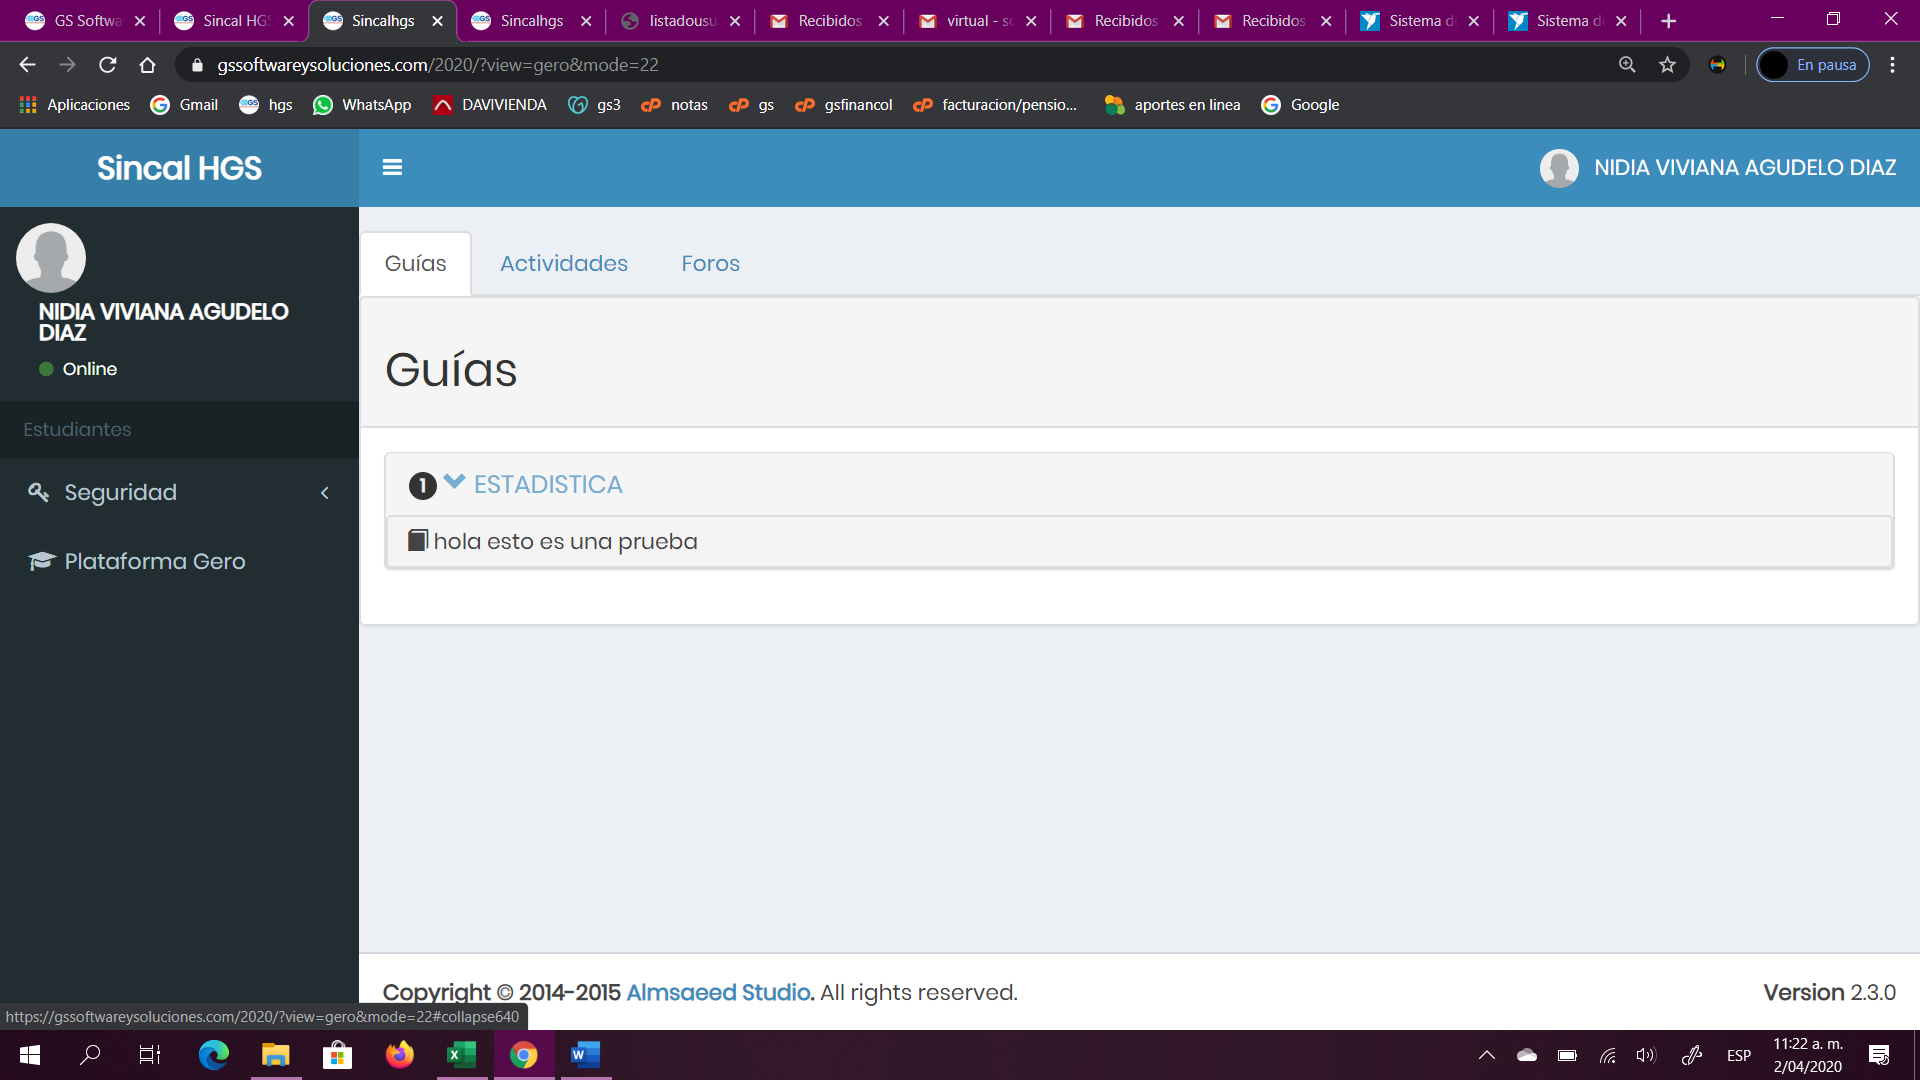 GS Softwa
Sincal HGS
Sincalhgs
Sincalhgs
listadousu
Recibidos
virtual - so
Recibidos
Recibidos
Sistema de
Sistema de
gssoftwareysoluciones.com/2020/?view=gero&mode=22
En pausa
Aplicaciones
Gmail
hgs
WhatsApp
DAVIVIENDA
gs3
notas
gs
gsfinancol
facturacion/pensio...
aportes en linea
Google
Sincal HGS
NIDIA VIVIANA AGUDELO DIAZ
NIDIA VIVIANA AGUDELO
DIAZ
Online
Estudiantes
Seguridad
Plataforma Gero
Guías
Actividades
Foros
Guías
1 ESTADISTICA
hola esto es una prueba
Copyright © 2014-2015 Almsaeed Studio. All rights reserved.
Version 2.3.0
https://gssoftwareysoluciones.com/2020/?view=gero&mode=22#collapse640
ESP
11:22 a. m.
2/04/2020